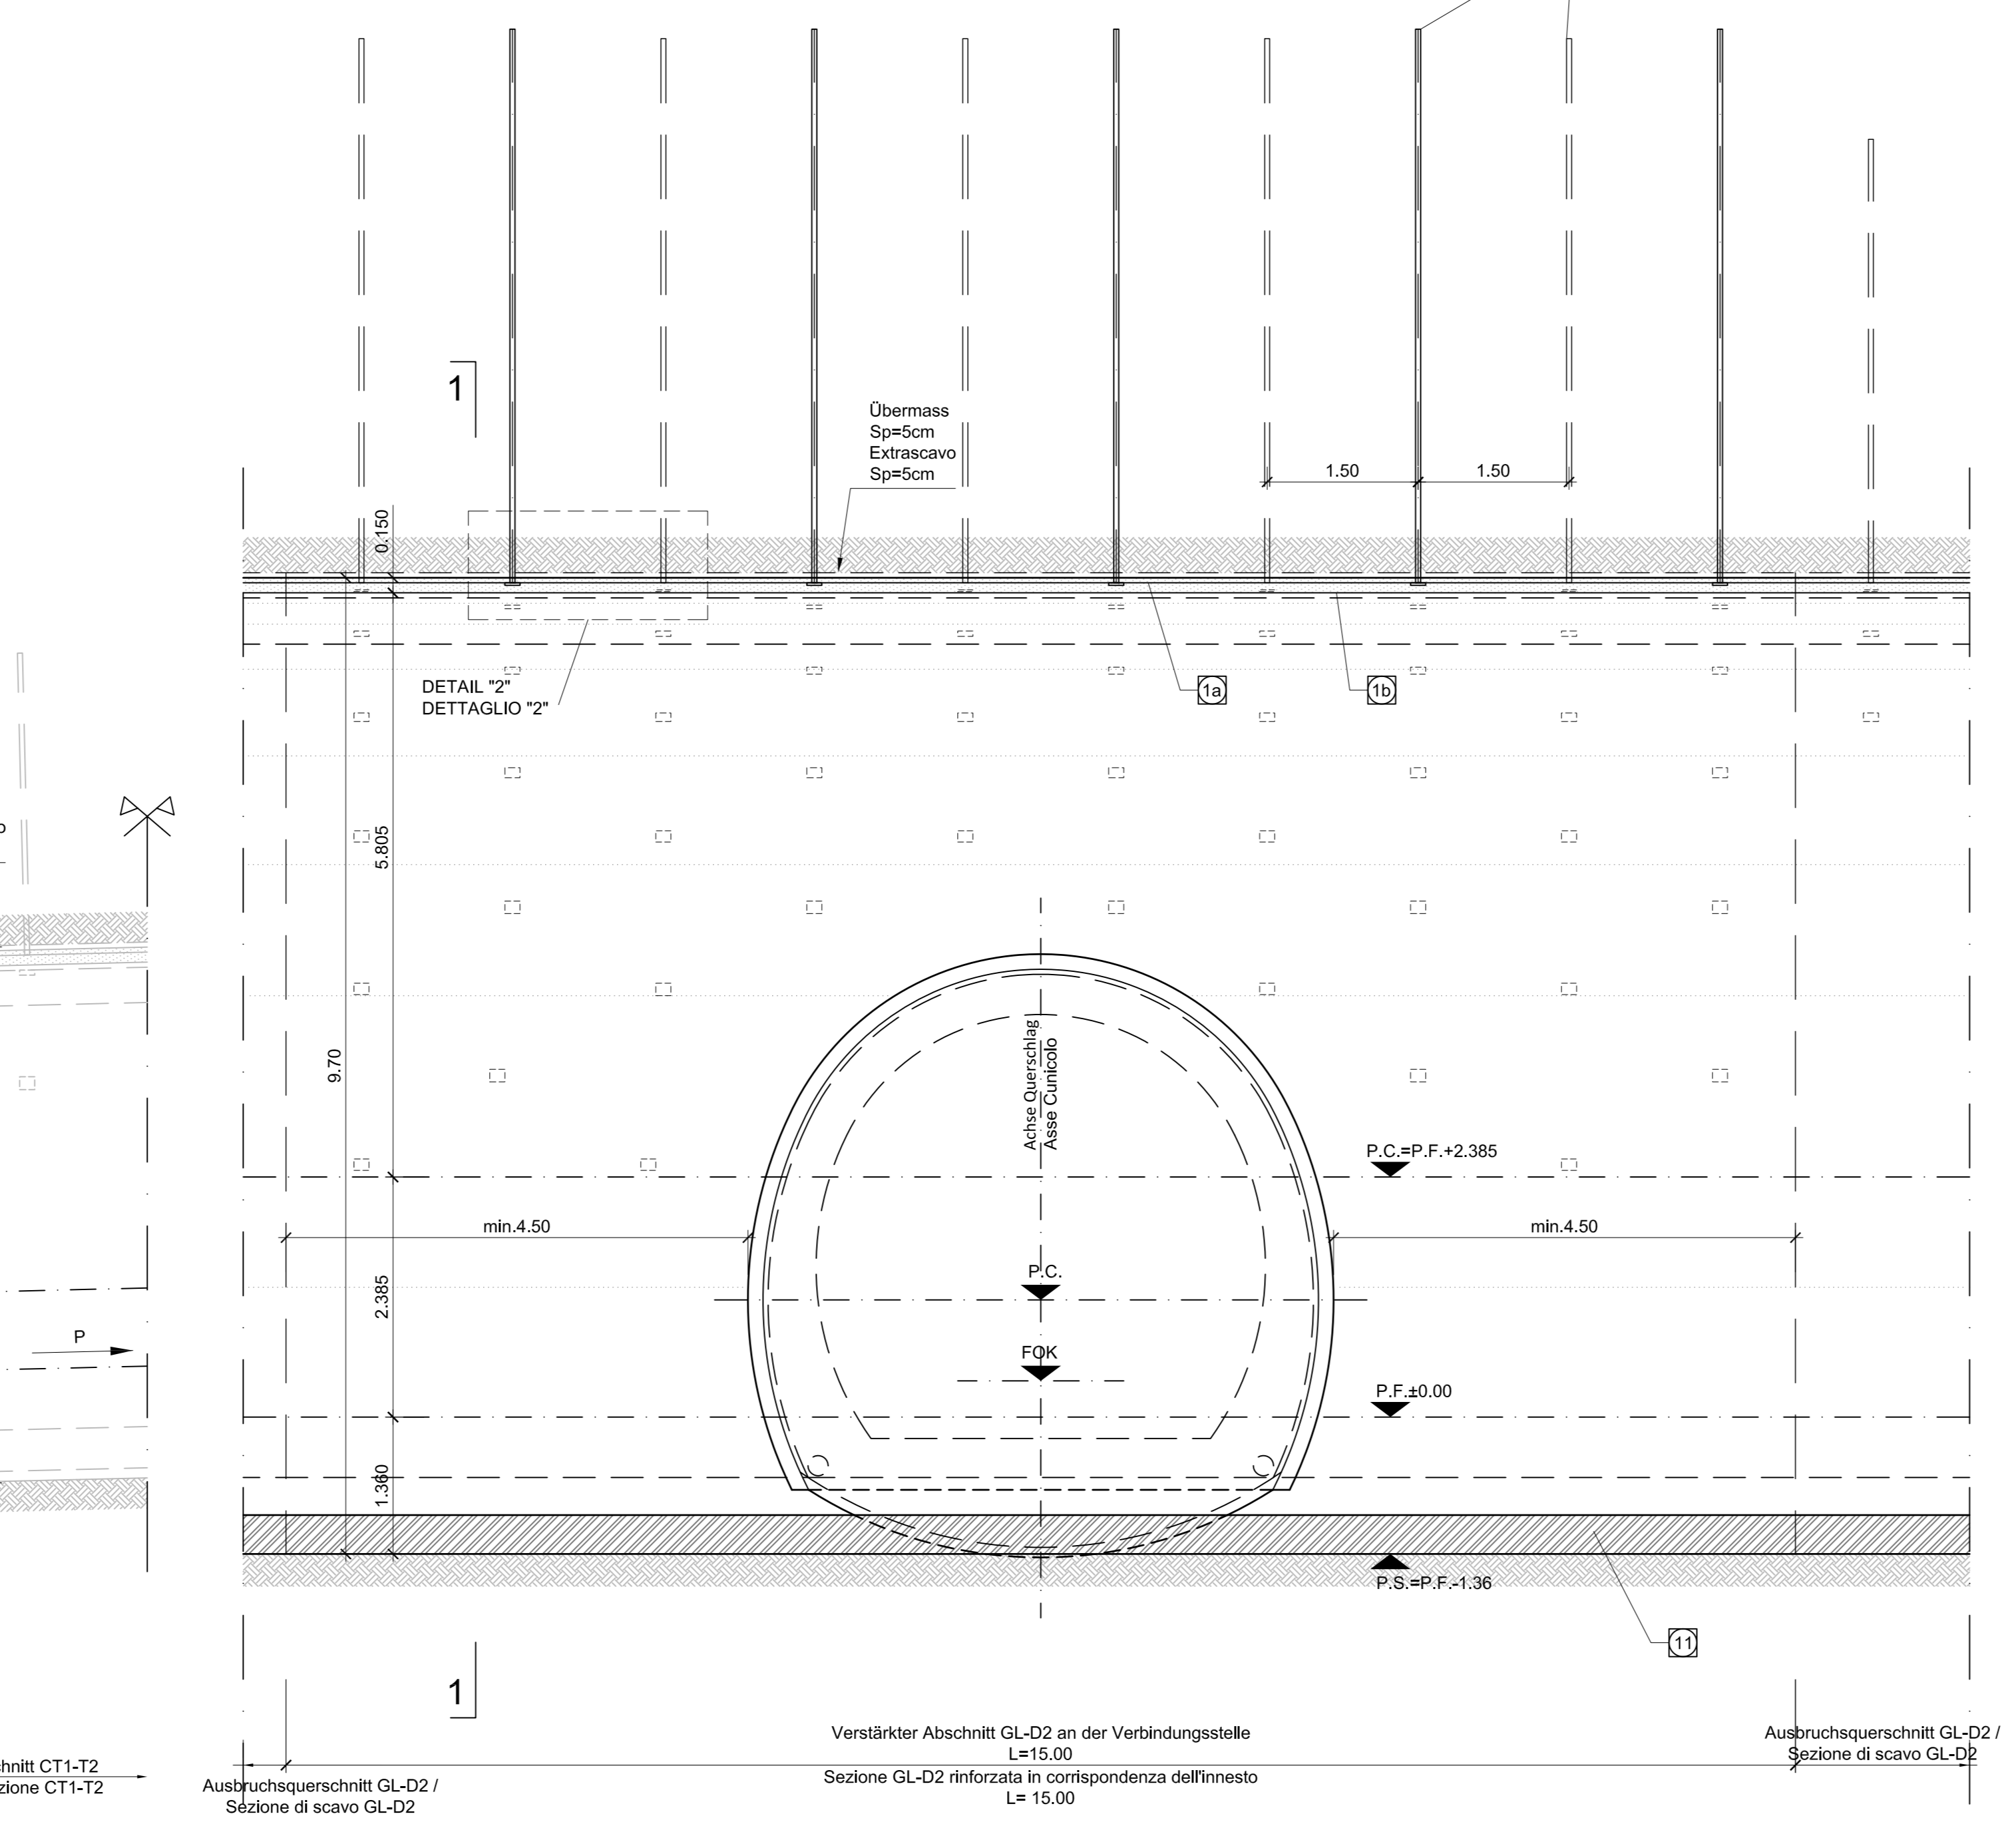 1
Übermass
Sp=5cm
Extrascavo
Sp=5cm
1.50
1.50
0.150
DETAIL "2"
DETTAGLIO "2"
1a
1b
5.805
9.70
Achse Querschlag
Asse Cunicolo
P.C.=P.F.+2.385
min.4.50
min.4.50
P.C.
2.385
P
FOK
P.F.±0.00
1.360
P.S.=P.F.-1.36
11
1
Verstärkter Abschnitt GL-D2 an der Verbindungsstelle
L=15.00
Sezione GL-D2 rinforzata in corrispondenza dell'innesto
L= 15.00
Ausbruchsquerschnitt GL-D2 /
Sezione di scavo GL-D2
CT1-T2
CT1-T2
Ausbruchsquerschnitt GL-D2 /
Sezione di scavo GL-D2